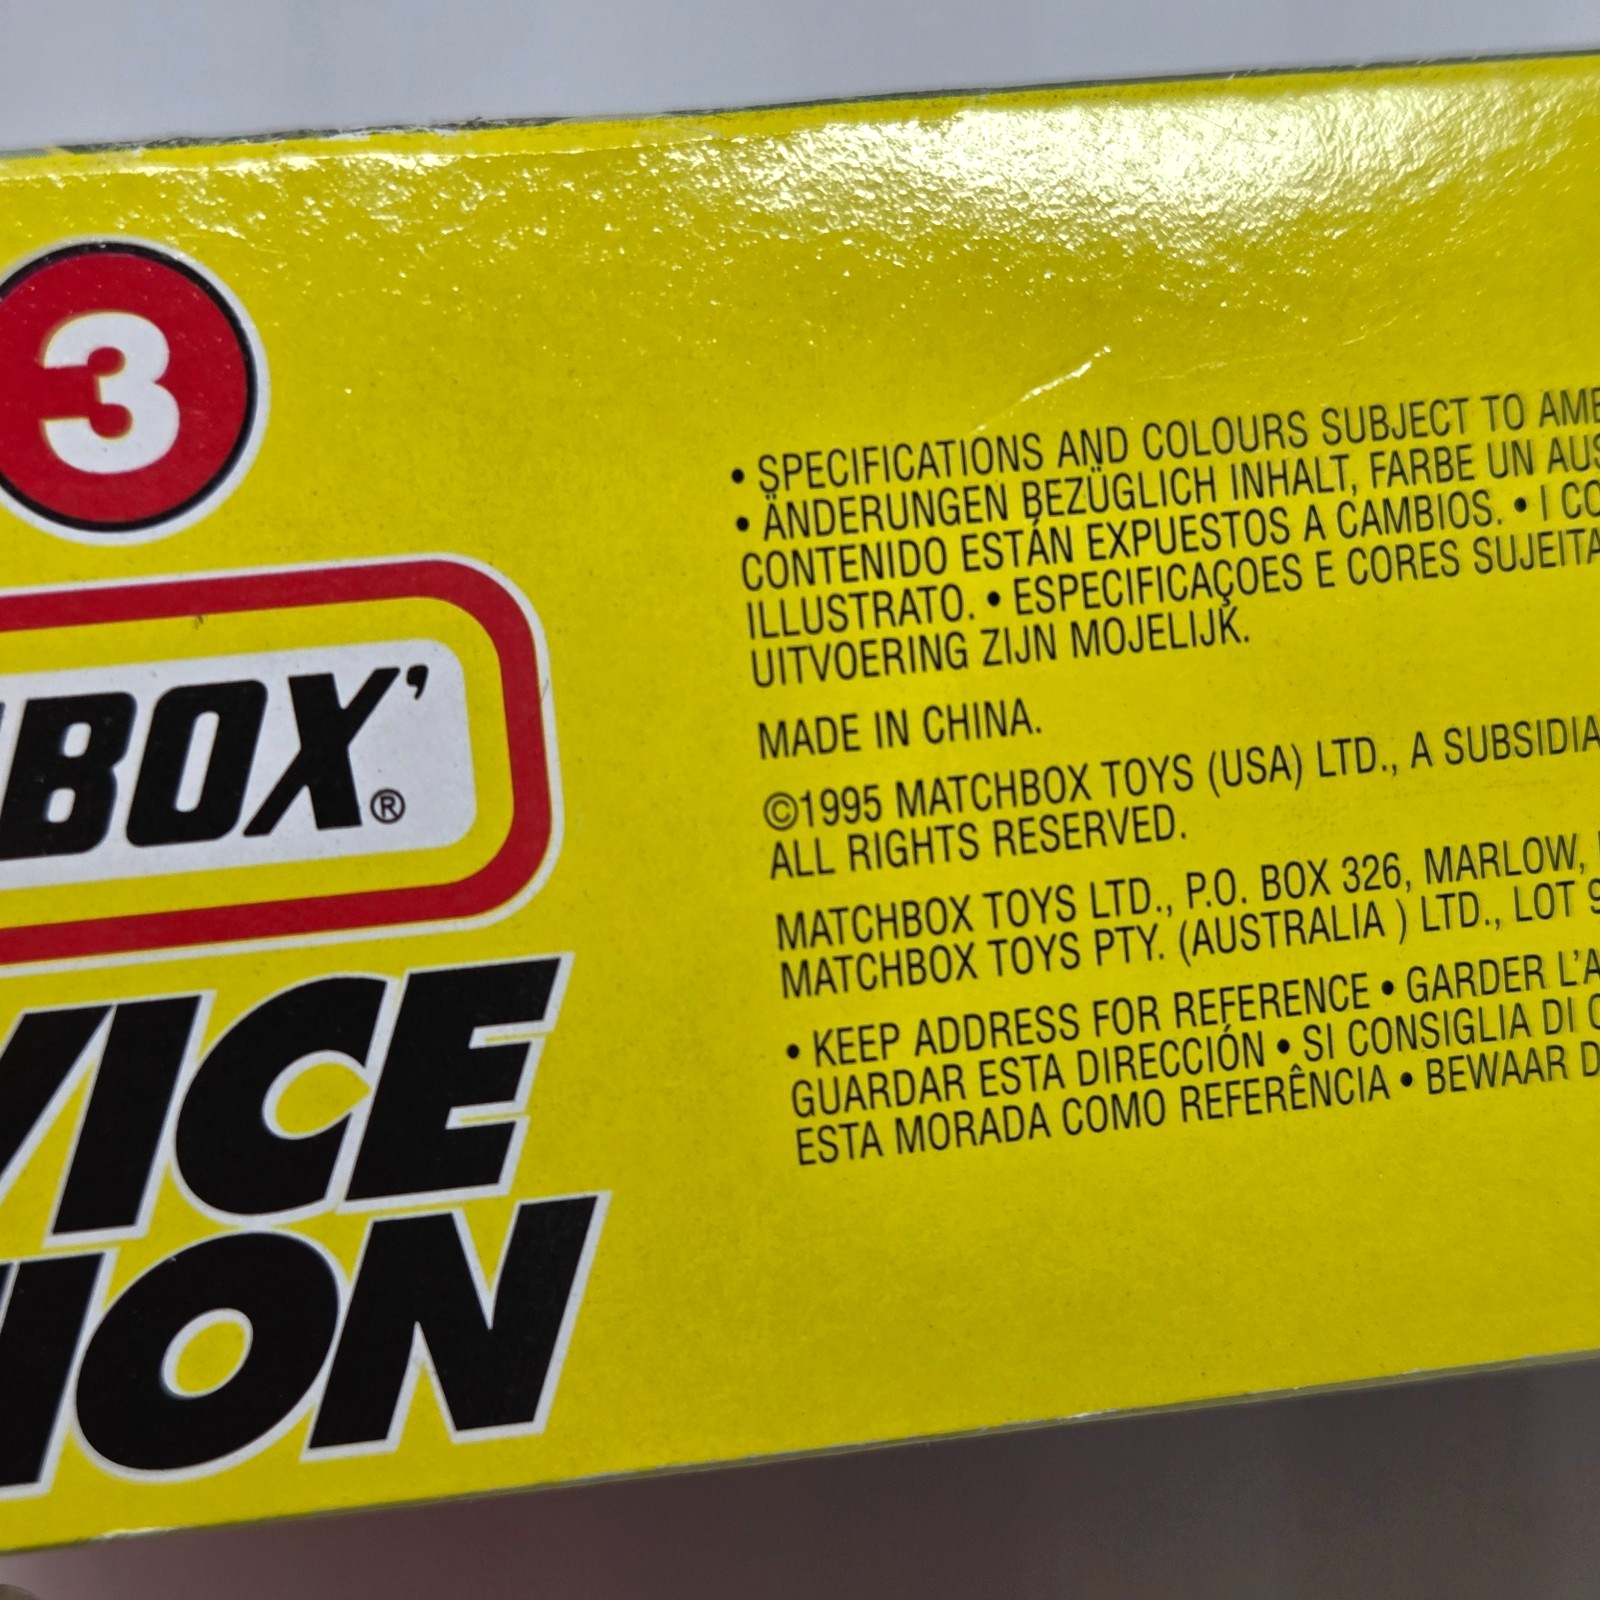 3
BOX'®
VICE
ION
• SPECIFICATIONS AND COLOURS SUBJECT TO AME
• ÄNDERUNGEN BEZÜGLICH INHALT, FARBE UN AUS
CONTENIDO ESTÁN EXPUESTOS A CAMBIOS. • I CO
ILLUSTRATO. • ESPECIFICAÇOES E CORES SUJEITA
UITVOERING ZIJN MOJELIJK.
MADE IN CHINA.
©1995 MATCHBOX TOYS (USA) LTD., A SUBSIDIA
ALL RIGHTS RESERVED.
MATCHBOX TOYS LTD., P.O. BOX 326, MARLOW,
MATCHBOX TOYS PTY. (AUSTRALIA ) LTD., LOT 9
• KEEP ADDRESS FOR REFERENCE • GARDER L'A
GUARDAR ESTA DIRECCIÓN • SI CONSIGLIA DI C
ESTA MORADA COMO REFERÊNCIA • BEWAAR D